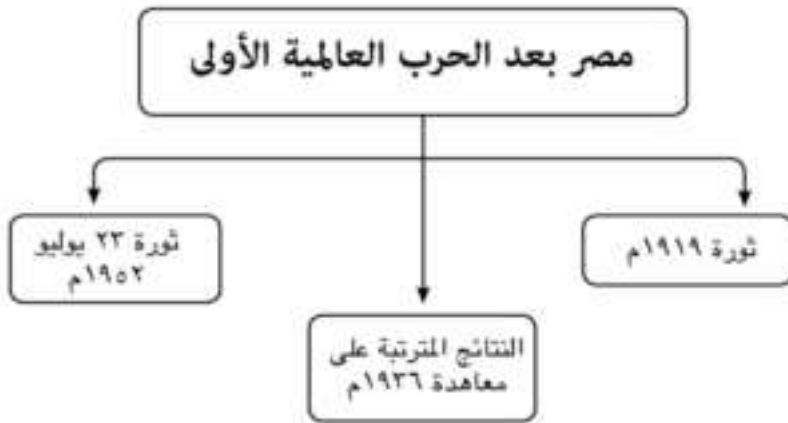 مصر بعد الحرب العالمية الأولى
ثورة ١٩١٩م
النتائج المترتبة على
معاهدة ١٩٣٦م
ثورة ٢٣ يوليو
١٩٥٢م